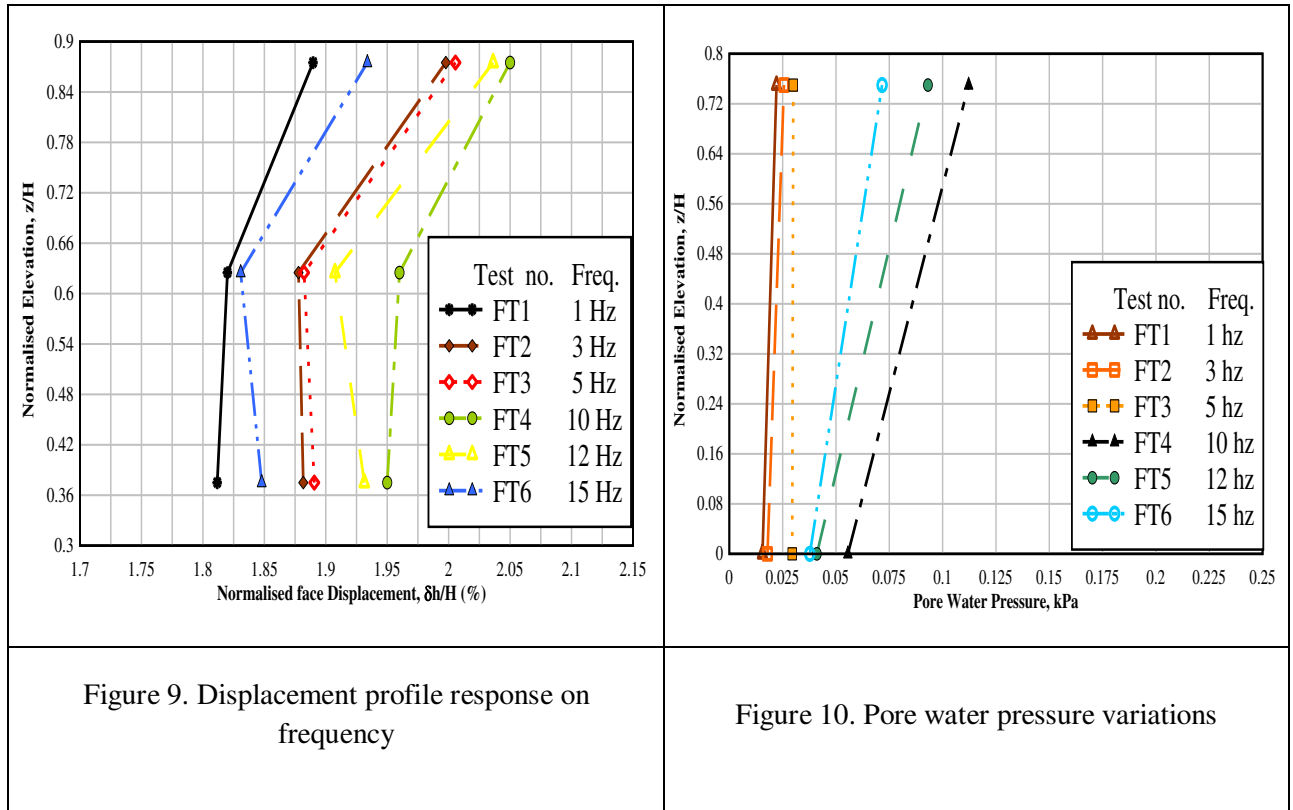 0.9
0.84
0.78
0.72
0.66
0.6
0.54
0.48
0.42
0.36
0.3
Normalised Elevation, z/H
1.7 1.75 1.8 1.85 1.9 1.95 2 2.05 2.1 2.15
Normalised face Displacement, δh/H (%)
Test no. Freq.
FT1 1 Hz
FT2 3 Hz
FT3 5 Hz
FT4 10 Hz
FT5 12 Hz
FT6 15 Hz
0.8
0.72
0.64
0.56
0.48
0.4
0.32
0.24
0.16
0.08
0
Normalised Elevation, z/H
0 0.025 0.05 0.075 0.1 0.125 0.15 0.175 0.2 0.225 0.25
Pore Water Pressure, kPa
Test no. Freq.
FT1 1 hz
FT2 3 hz
FT3 5 hz
FT4 10 hz
FT5 12 hz
FT6 15 hz
Figure 9. Displacement profile response on
frequency
Figure 10. Pore water pressure variations